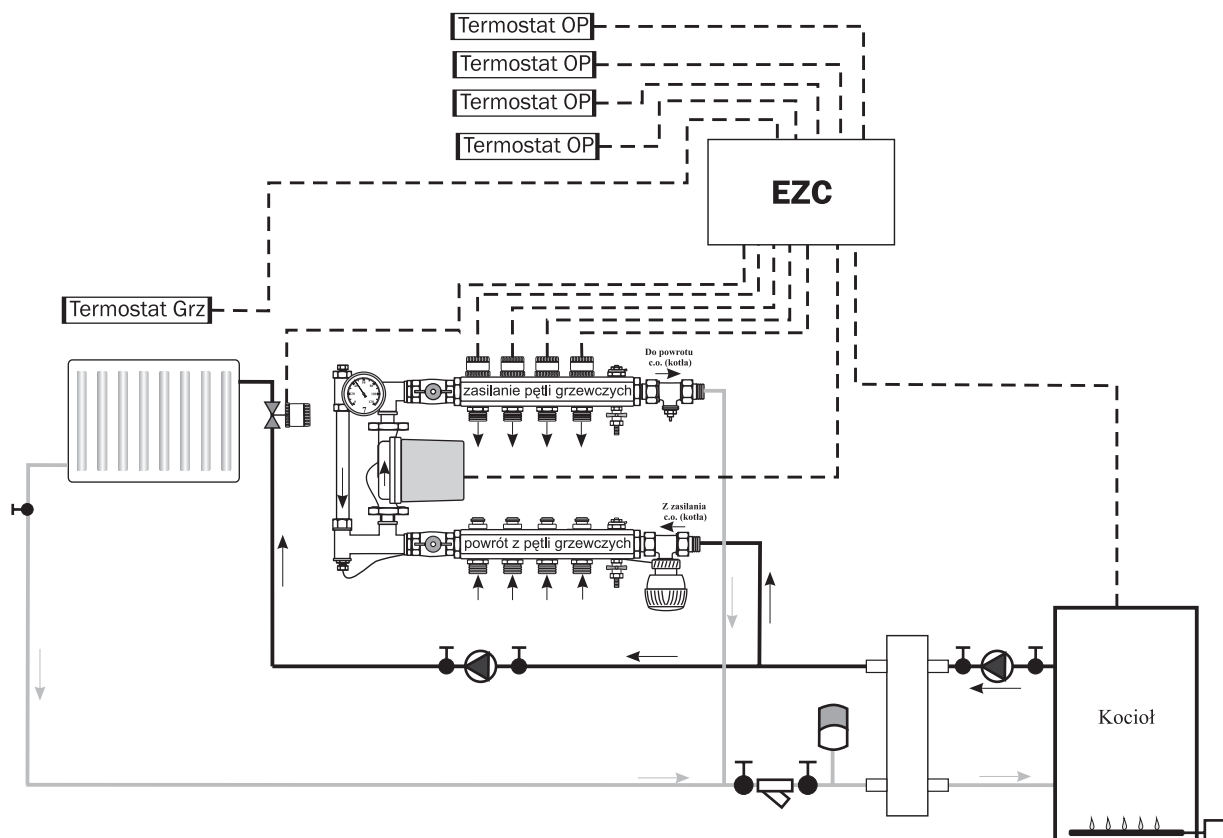 Termostat OP
Termostat OP
Termostat OP
Termostat OP
EZC
Termostat Grz
Do powrotu
c.o. (kotła)
zasilanie pętli grzewczych
Z zasilania
c.o. (kotła)
powrót z pętli grzewczych
Kocioł